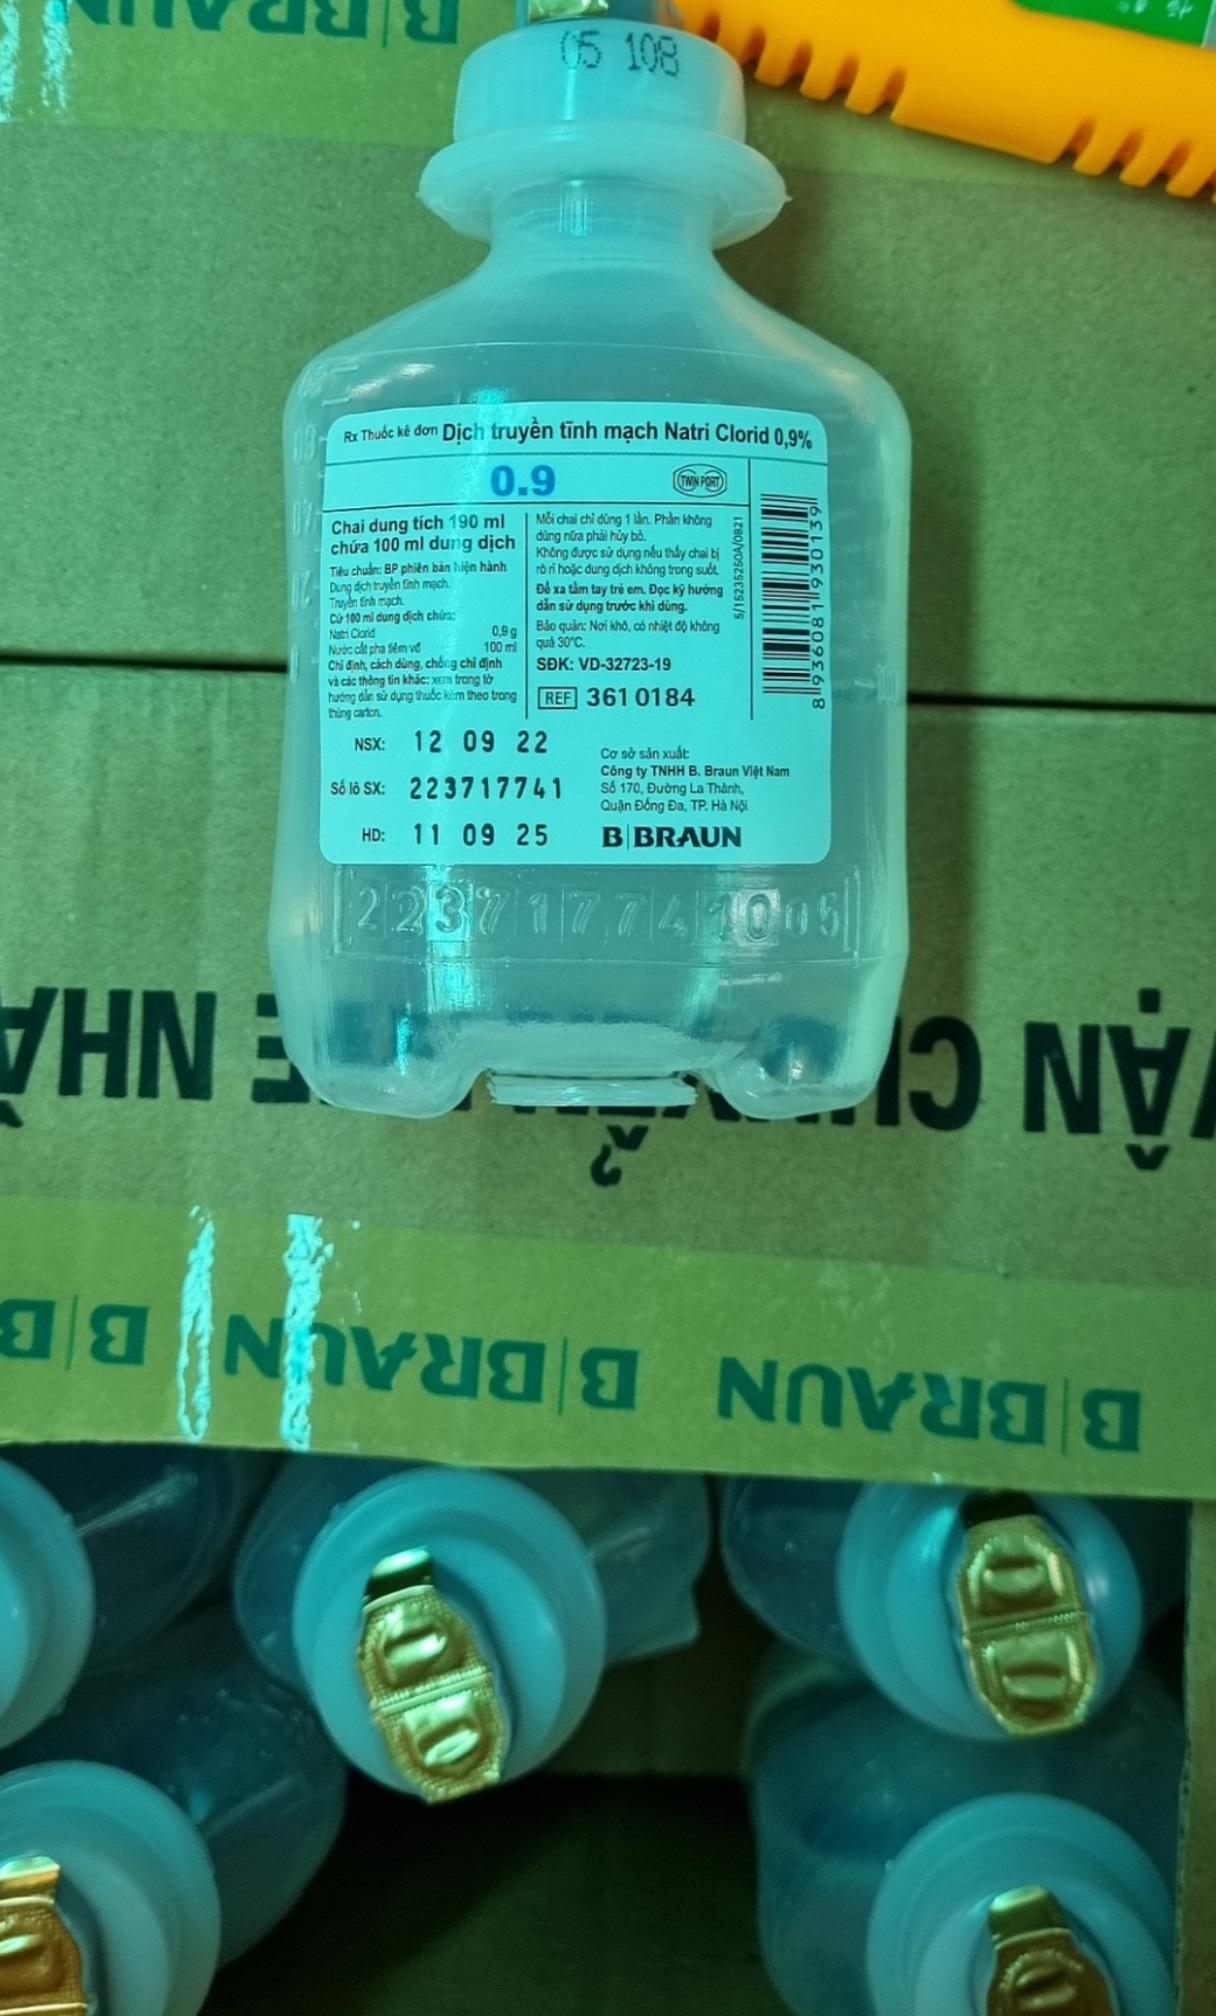 B|BRAUN
05 108
Rx Thuốc kê đơn Dịch truyền tĩnh mạch Natri Clorid 0,9%
0.9
TWIN PORT
Chai dung tích 190 ml
chứa 100 ml dung dịch
Tiêu chuẩn: BP phiên bản hiện hành
Dung dịch truyền tĩnh mạch.
Truyền tĩnh mạch.
Cứ 100 ml dung dịch chứa:
Natri Clorid 0,9 g
Nước cất pha tiêm vđ 100 ml
Chỉ định, cách dùng, chống chỉ định
và các thông tin khác: xem trong tờ
hướng dẫn sử dụng thuốc kèm theo trong
thùng carton.
Mỗi chai chỉ dùng 1 lần. Phần không
dùng nữa phải hủy bỏ.
Không được sử dụng nếu thấy chai bị
rò rỉ hoặc dung dịch không trong suốt.
Để xa tầm tay trẻ em. Đọc kỹ hướng
dẫn sử dụng trước khi dùng.
Bảo quản: Nơi khô, có nhiệt độ không
quá 30°C.
SĐK: VD-32723-19
REF 361 0184
5/15235250A/0821
8 936081 930139
NSX: 12 09 22
Số lô SX: 223717741
HD: 11 09 25
Cơ sở sản xuất:
Công ty TNHH B. Braun Việt Nam
Số 170, Đường La Thành,
Quận Đống Đa, TP. Hà Nội
B|BRAUN
223717741005
VẬN CHUYỂN NHẸ NHÀ
B|BRAUN B|BRAUN B|B